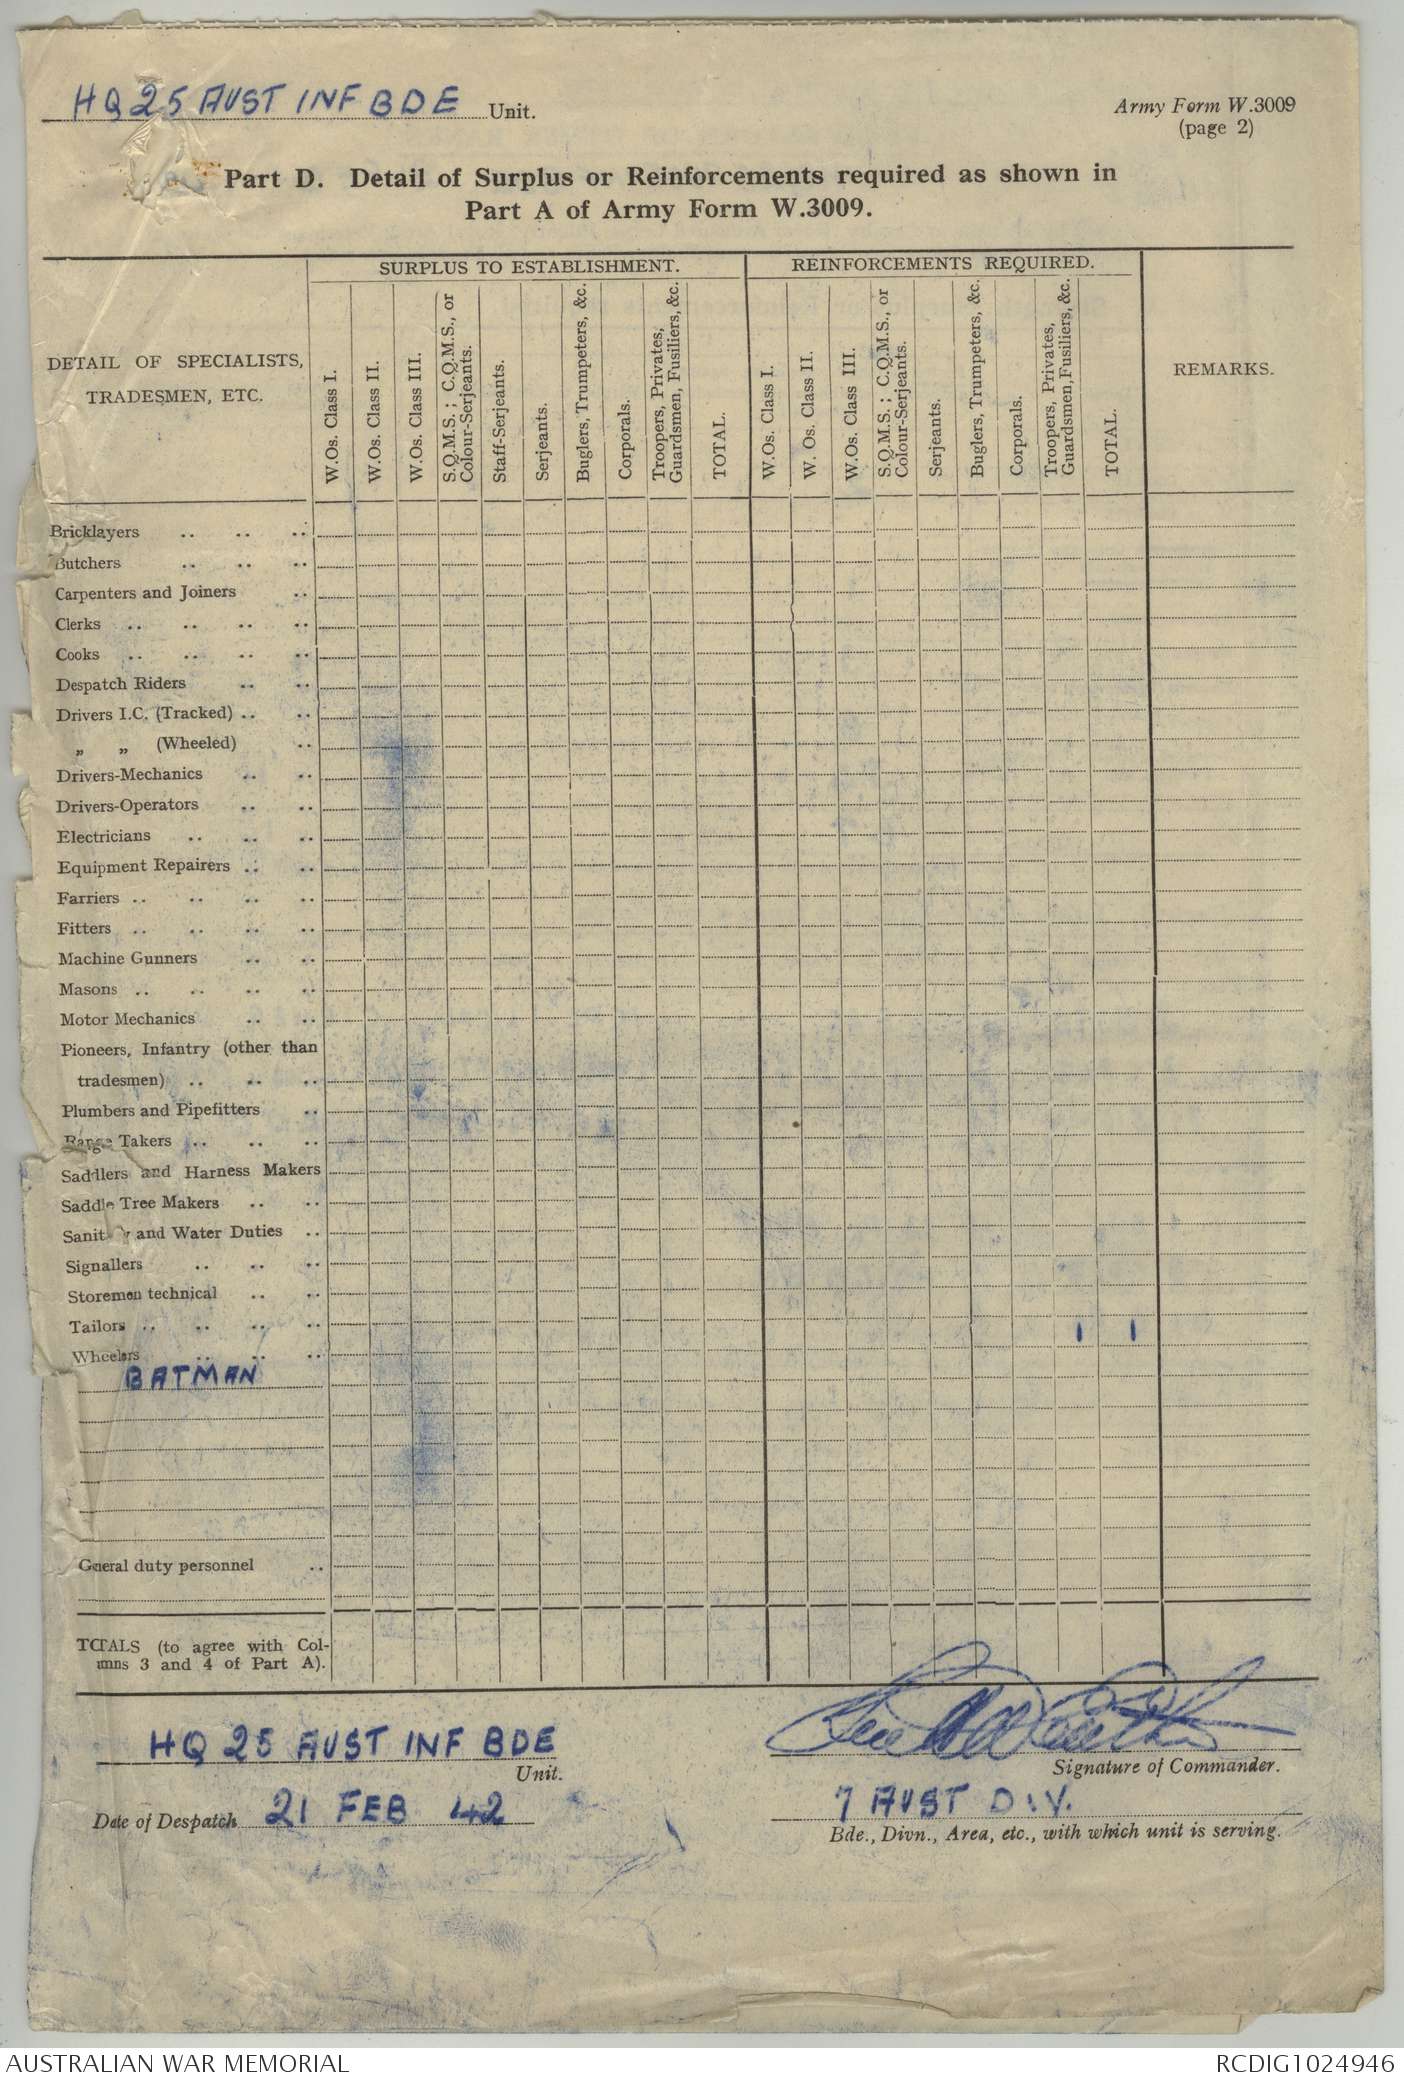 HQ 25 AUST INF BDE Unit.
Army Form W.3009
(page 2)
Part D. Detail of Surplus or Reinforcements required as shown in
Part A of Army Form W.3009.
DETAIL OF SPECIALISTS,
TRADESMEN, ETC.
SURPLUS TO ESTABLISHMENT.
W.Os. Class I.
W.Os. Class II.
W.Os. Class III.
S.Q.M.S.; C.Q.M.S., or
Colour-Serjeants.
Staff-Serjeants.
Serjeants.
Buglers, Trumpeters, &c.
Corporals.
Troopers, Privates,
Guardsmen, Fusiliers, &c.
TOTAL.
REINFORCEMENTS REQUIRED.
W.Os. Class I.
W. Os. Class II.
W.Os. Class III.
S.Q.M.S.; C.Q.M.S., or
Colour-Serjeants.
Serjeants.
Buglers, Trumpeters, &c.
Corporals.
Troopers, Privates,
Guardsmen, Fusiliers, &c.
TOTAL.
REMARKS.
Bricklayers .. .. ..
Butchers .. .. ..
Carpenters and Joiners ..
Clerks .. .. .. ..
Cooks .. .. .. ..
Despatch Riders .. ..
Drivers I.C. (Tracked) .. ..
„ „ (Wheeled) ..
Drivers-Mechanics .. ..
Drivers-Operators .. ..
Electricians .. .. ..
Equipment Repairers .. ..
Farriers .. .. .. ..
Fitters .. .. .. ..
Machine Gunners .. ..
Masons .. .. .. ..
Motor Mechanics .. ..
Pioneers, Infantry (other than
tradesmen) .. .. ..
Plumbers and Pipefitters ..
Range Takers .. .. ..
Saddlers and Harness Makers
Saddle Tree Makers .. ..
Sanitary and Water Duties ..
Signallers .. .. ..
Storemen technical .. ..
Tailors .. .. .. ..
Wheelers .. .. ..
BATMAN 1 1
General duty personnel ..
TOTALS (to agree with Col-
umns 3 and 4 of Part A).
HQ 25 AUST INF BDE
Unit.
Signature of Commander.
Date of Despatch 21 FEB 42
7 AUST DIV.
Bde., Divn., Area, etc., with which unit is serving.
AUSTRALIAN WAR MEMORIAL
RCDIG1024946